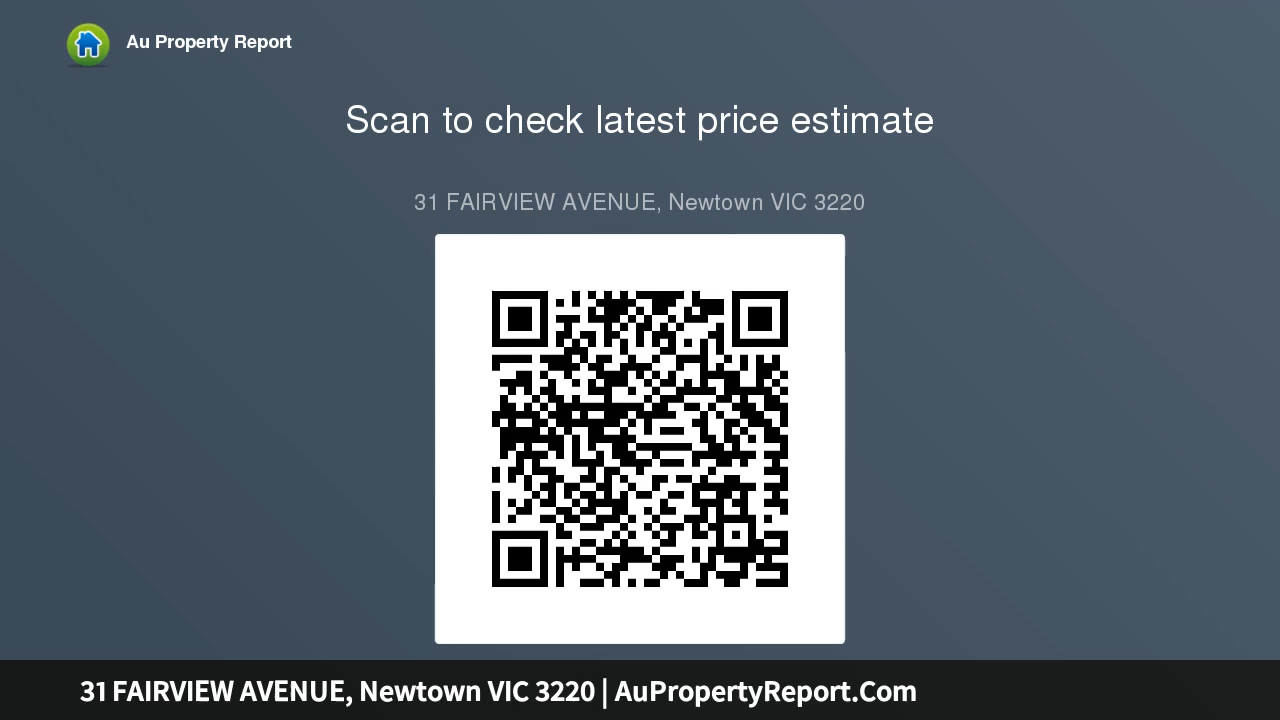 Au Property Report
Scan to check latest price estimate
31 FAIRVIEW AVENUE, Newtown VIC 3220
31 FAIRVIEW AVENUE, Newtown VIC 3220 | AuPropertyReport.Com